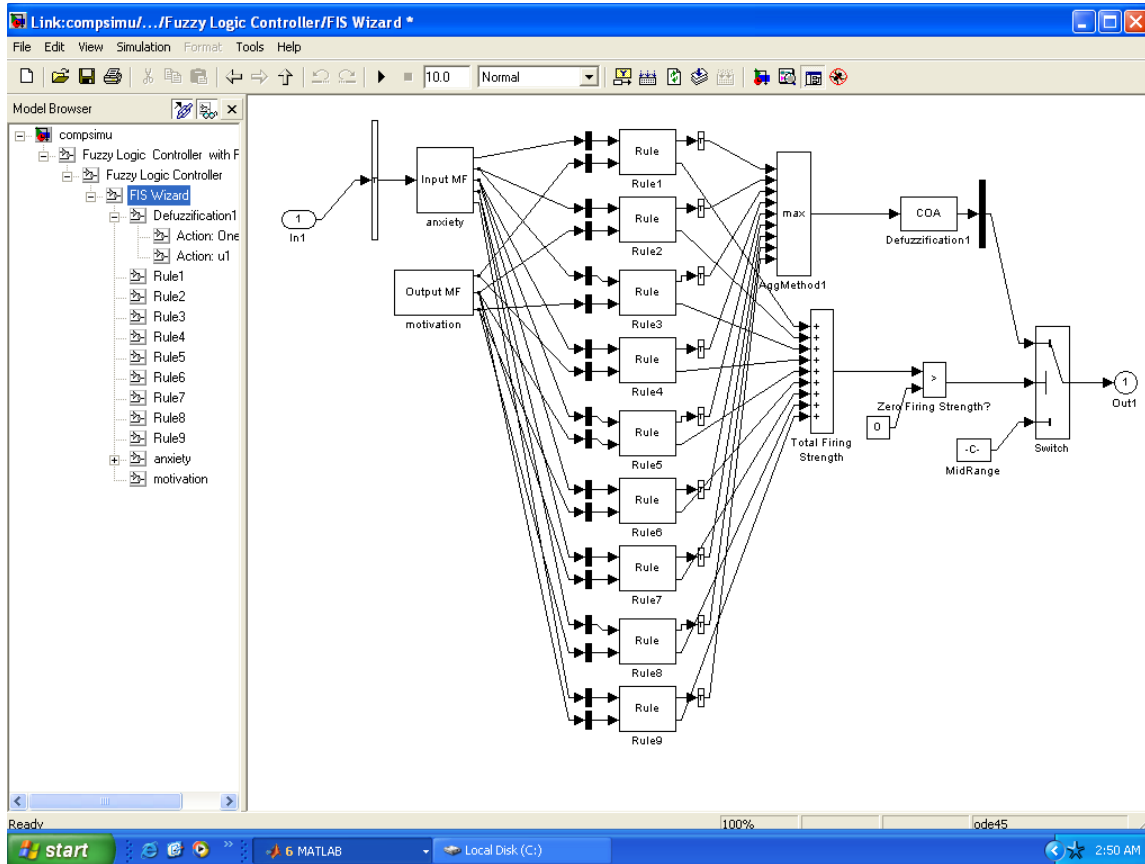 Link:compsimu/.../Fuzzy Logic Controller/FIS Wizard *
File Edit View Simulation Format Tools Help
10.0 Normal
Model Browser
compsimu
Fuzzy Logic Controller with F
Fuzzy Logic Controller
FIS Wizard
Defuzzification1
Action: One
Action: u1
Rule1
Rule2
Rule3
Rule4
Rule5
Rule6
Rule7
Rule8
Rule9
anxiety
motivation
1
In1
T
Input MF
anxiety
Output MF
motivation
Rule
T
Rule1
Rule
T
Rule2
Rule
T
Rule3
Rule
T
Rule4
Rule
T
Rule5
Rule
T
Rule6
Rule
T
Rule7
Rule
T
Rule8
Rule
T
Rule9
max
AggMethod1
COA
Defuzzification1
+
+
+
+
+
+
+
+
+
Total Firing
Strength
>
Zero Firing Strength?
0
-C-
MidRange
Switch
1
Out1
Ready
100%
ode45
start
»
6 MATLAB
Local Disk (C:)
2:50 AM